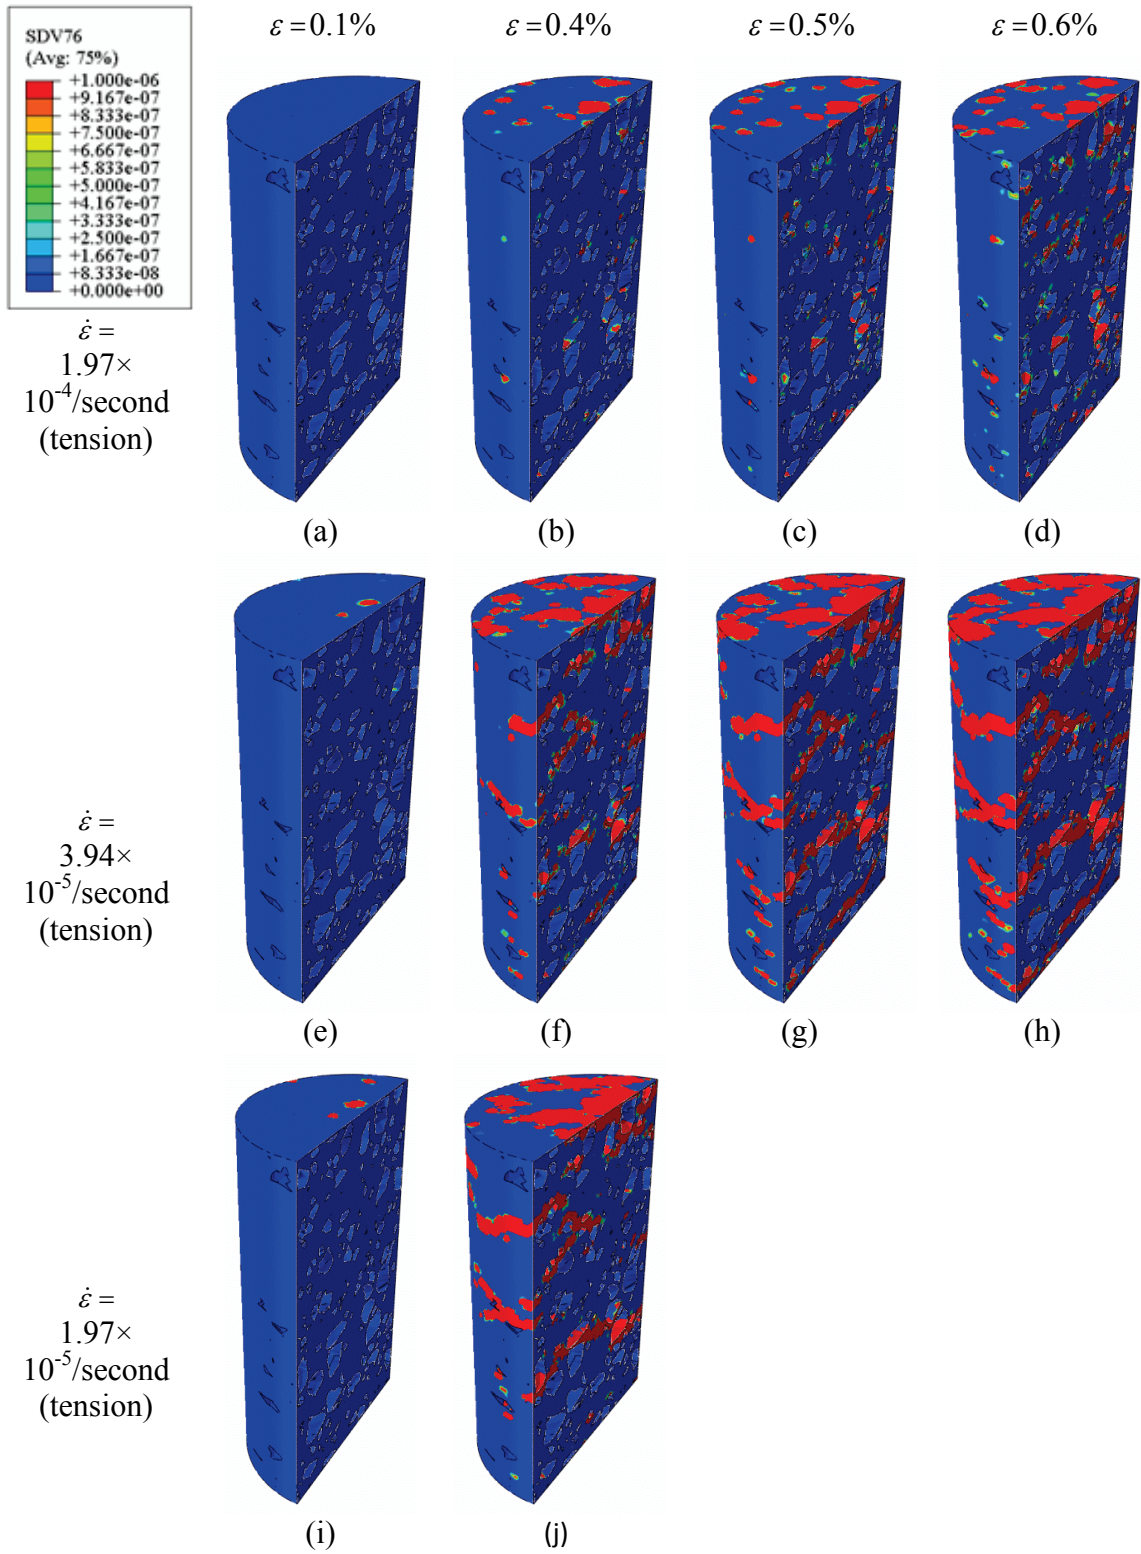 SDV76
(Avg: 75%)
+1.000e-06
+9.167e-07
+8.333e-07
+7.500e-07
+6.667e-07
+5.833e-07
+5.000e-07
+4.167e-07
+3.333e-07
+2.500e-07
+1.667e-07
+8.333e-08
+0.000e+00
ε=0.1%
ε=0.4%
ε=0.5%
ε=0.6%
ε̇ =
1.97×
10⁻⁴/second
(tension)
(a)
(b)
(c)
(d)
ε̇ =
3.94×
10⁻⁵/second
(tension)
(e)
(f)
(g)
(h)
ε̇ =
1.97×
10⁻⁵/second
(tension)
(i)
(j)